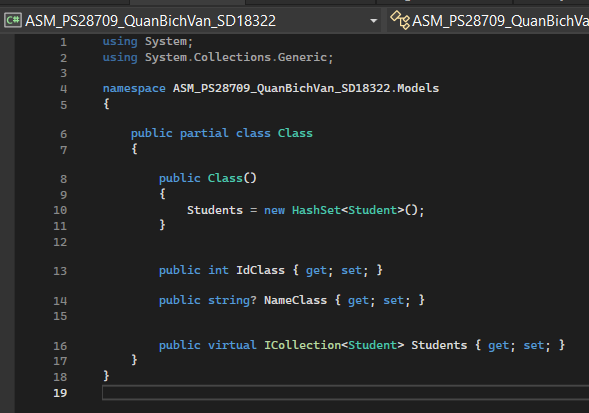 C# ASM_PS28709_QuanBichVan_SD18322 ASM_PS28709_QuanBichVa
1 using System;
2 using System.Collections.Generic;
3
4 namespace ASM_PS28709_QuanBichVan_SD18322.Models
5 {
6 public partial class Class
7 {
8 public Class()
9 {
10 Students = new HashSet<Student>();
11 }
12
13 public int IdClass { get; set; }
14 public string? NameClass { get; set; }
15
16 public virtual ICollection<Student> Students { get; set; }
17 }
18 }
19